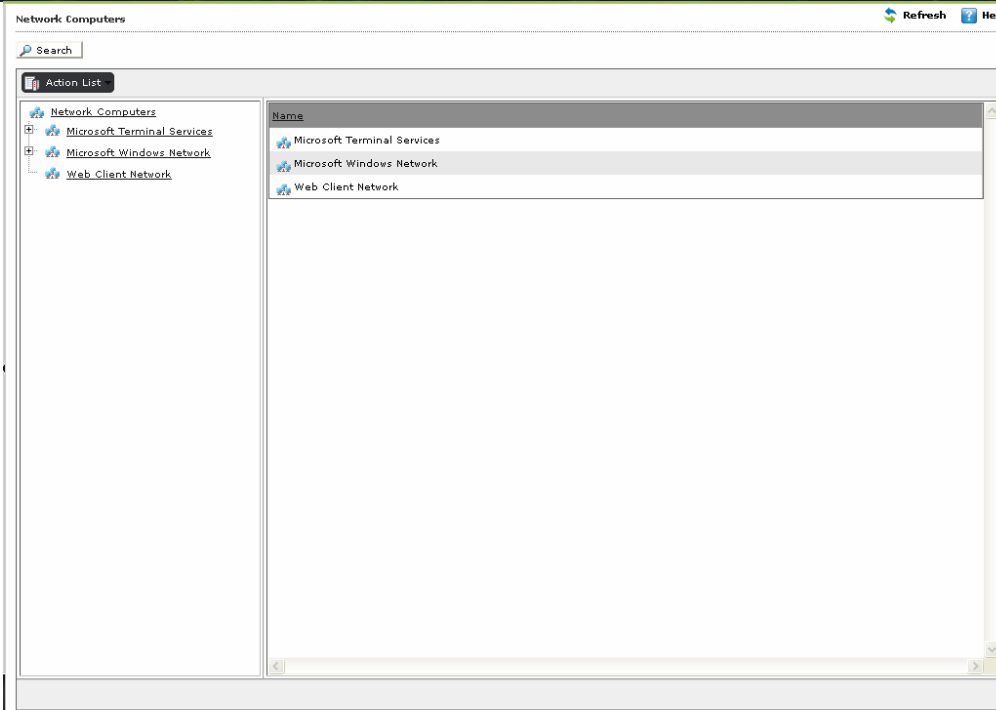 Network Computers
Refresh
He
Search
Action List
Network Computers
Microsoft Terminal Services
Microsoft Windows Network
Web Client Network
Name
Microsoft Terminal Services
Microsoft Windows Network
Web Client Network